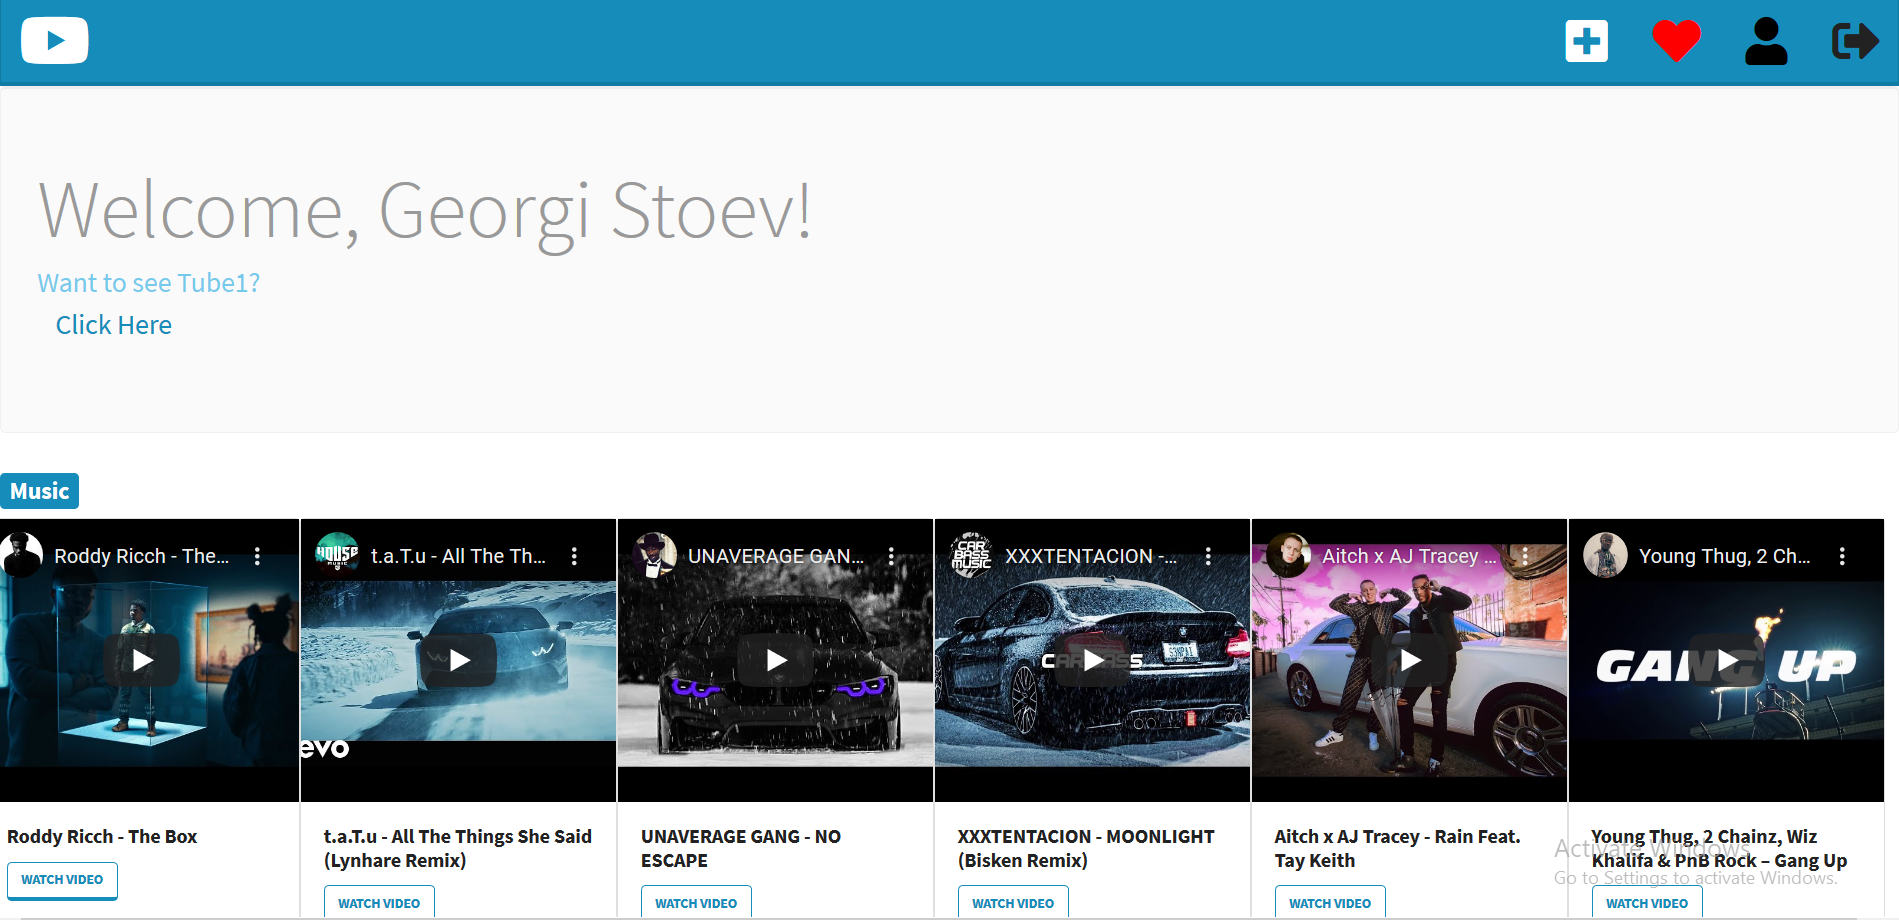 Welcome, Georgi Stoev!
Want to see Tube1?
Click Here
Music
Roddy Ricch - The...
t.a.T.u - All The Th...
UNAVERAGE GAN...
XXXTENTACION -...
Aitch x AJ Tracey ...
Young Thug, 2 Ch...
HOUSE
MUSIC
CAR
BASS
MUSIC
evo
GANG UP
Roddy Ricch - The Box
WATCH VIDEO
t.a.T.u - All The Things She Said
(Lynhare Remix)
WATCH VIDEO
UNAVERAGE GANG - NO
ESCAPE
WATCH VIDEO
XXXTENTACION - MOONLIGHT
(Bisken Remix)
WATCH VIDEO
Aitch x AJ Tracey - Rain Feat.
Tay Keith
WATCH VIDEO
Young Thug, 2 Chainz, Wiz
Khalifa & PnB Rock – Gang Up
WATCH VIDEO
Activate Windows
Go to Settings to activate Windows.